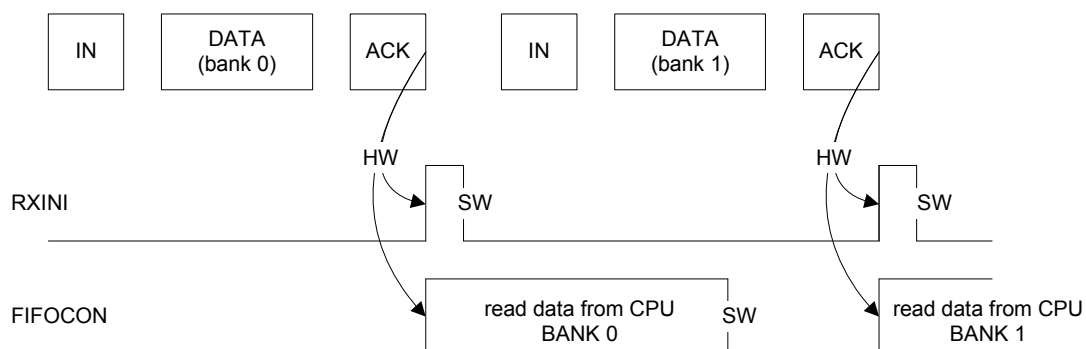 IN
DATA
(bank 0)
ACK
IN
DATA
(bank 1)
ACK
HW
HW
RXINI
SW
SW
FIFOCON
read data from CPU
BANK 0
SW
read data from CPU
BANK 1